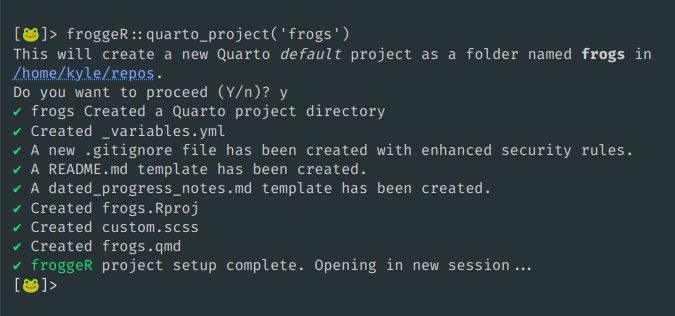 [🐸]> froggeR::quarto_project('frogs')
This will create a new Quarto default project as a folder named frogs in
/home/kyle/repos.
Do you want to proceed (Y/n)? y
✔ frogs Created a Quarto project directory
✔ Created _variables.yml
✔ A new .gitignore file has been created with enhanced security rules.
✔ A README.md template has been created.
✔ A dated_progress_notes.md template has been created.
✔ Created frogs.Rproj
✔ Created custom.scss
✔ Created frogs.qmd
✔ froggeR project setup complete. Opening in new session...
[🐸]>